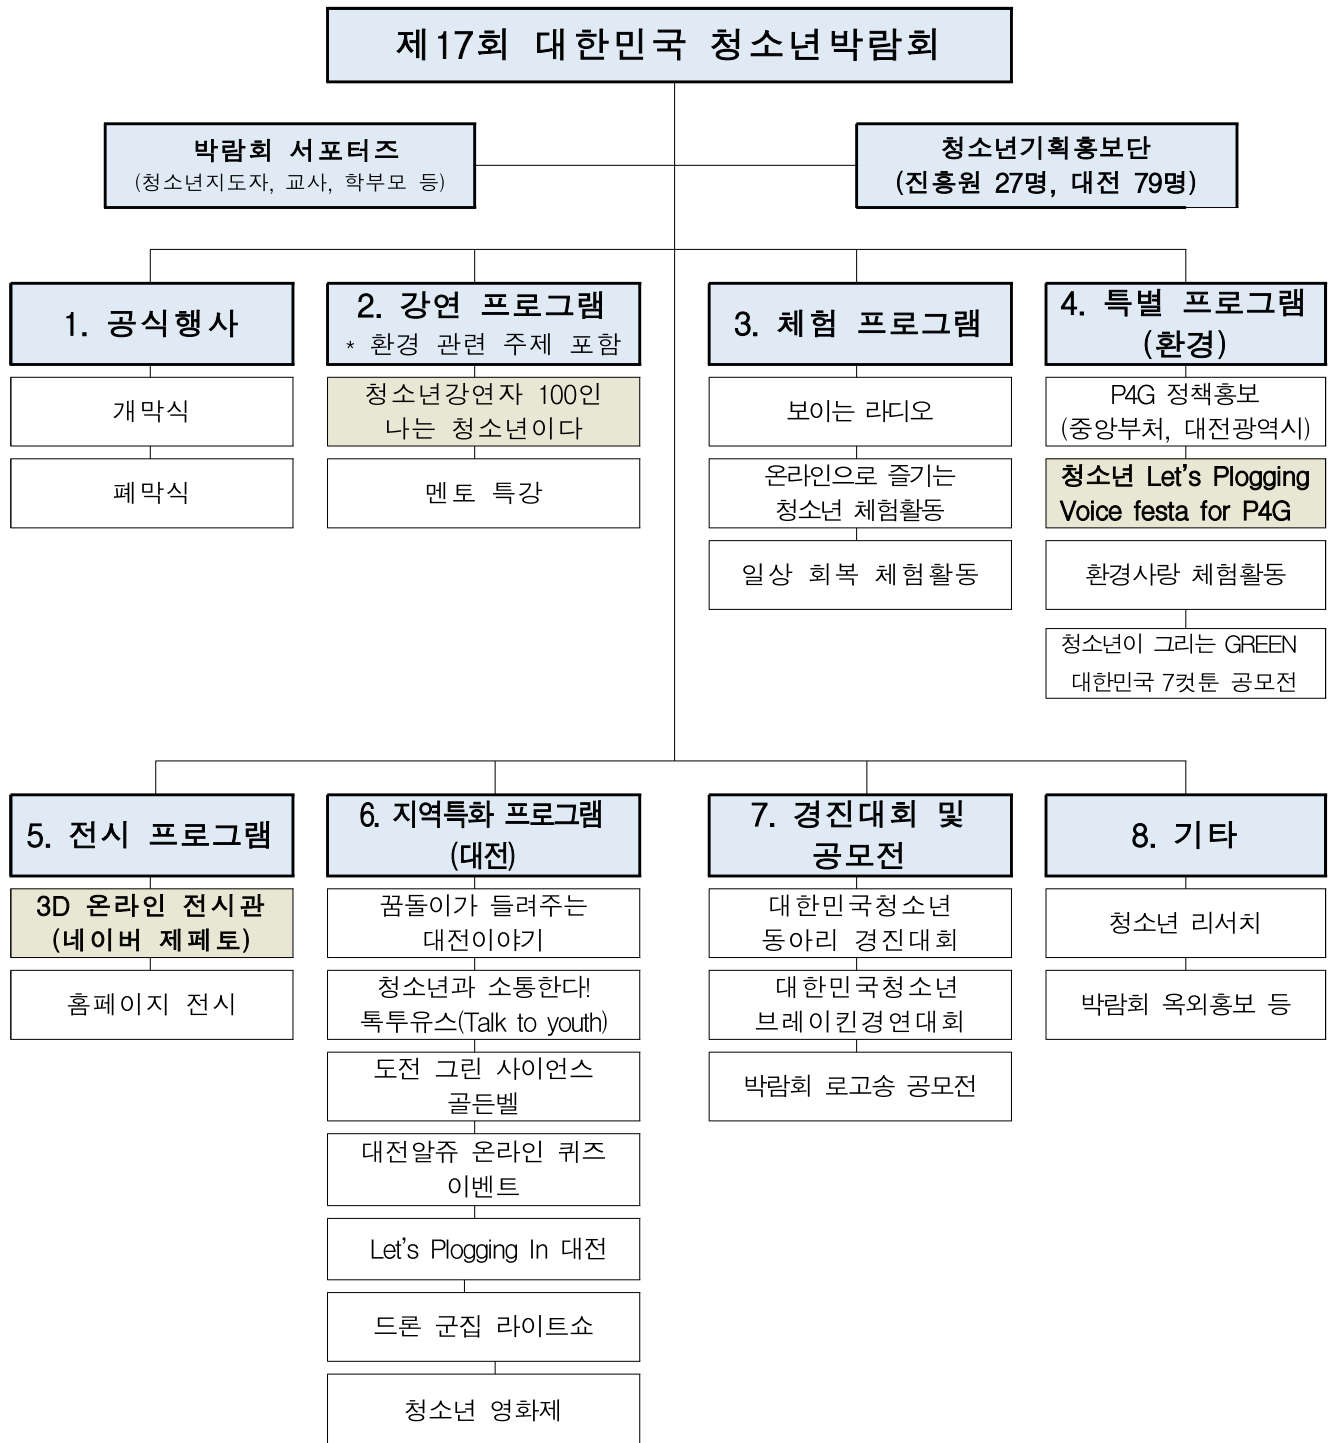 제17회 대한민국 청소년박람회
박람회 서포터즈
(청소년지도자, 교사, 학부모 등)
청소년기획홍보단
(진흥원 27명, 대전 79명)
1. 공식행사
개막식
폐막식
2. 강연 프로그램
* 환경 관련 주제 포함
청소년강연자 100인
나는 청소년이다
멘토 특강
3. 체험 프로그램
보이는 라디오
온라인으로 즐기는
청소년 체험활동
일상 회복 체험활동
4. 특별 프로그램
(환경)
P4G 정책홍보
(중앙부처, 대전광역시)
청소년 Let's Plogging
Voice festa for P4G
환경사랑 체험활동
청소년이 그리는 GREEN
대한민국 7컷툰 공모전
5. 전시 프로그램
3D 온라인 전시관
(네이버 제페토)
홈페이지 전시
6. 지역특화 프로그램
(대전)
꿈돌이가 들려주는
대전이야기
청소년과 소통한다!
톡투유스(Talk to youth)
도전 그린 사이언스
골든벨
대전알쥬 온라인 퀴즈
이벤트
Let's Plogging In 대전
드론 군집 라이트쇼
청소년 영화제
7. 경진대회 및
공모전
대한민국청소년
동아리 경진대회
대한민국청소년
브레이킨경연대회
박람회 로고송 공모전
8. 기타
청소년 리서치
박람회 옥외홍보 등